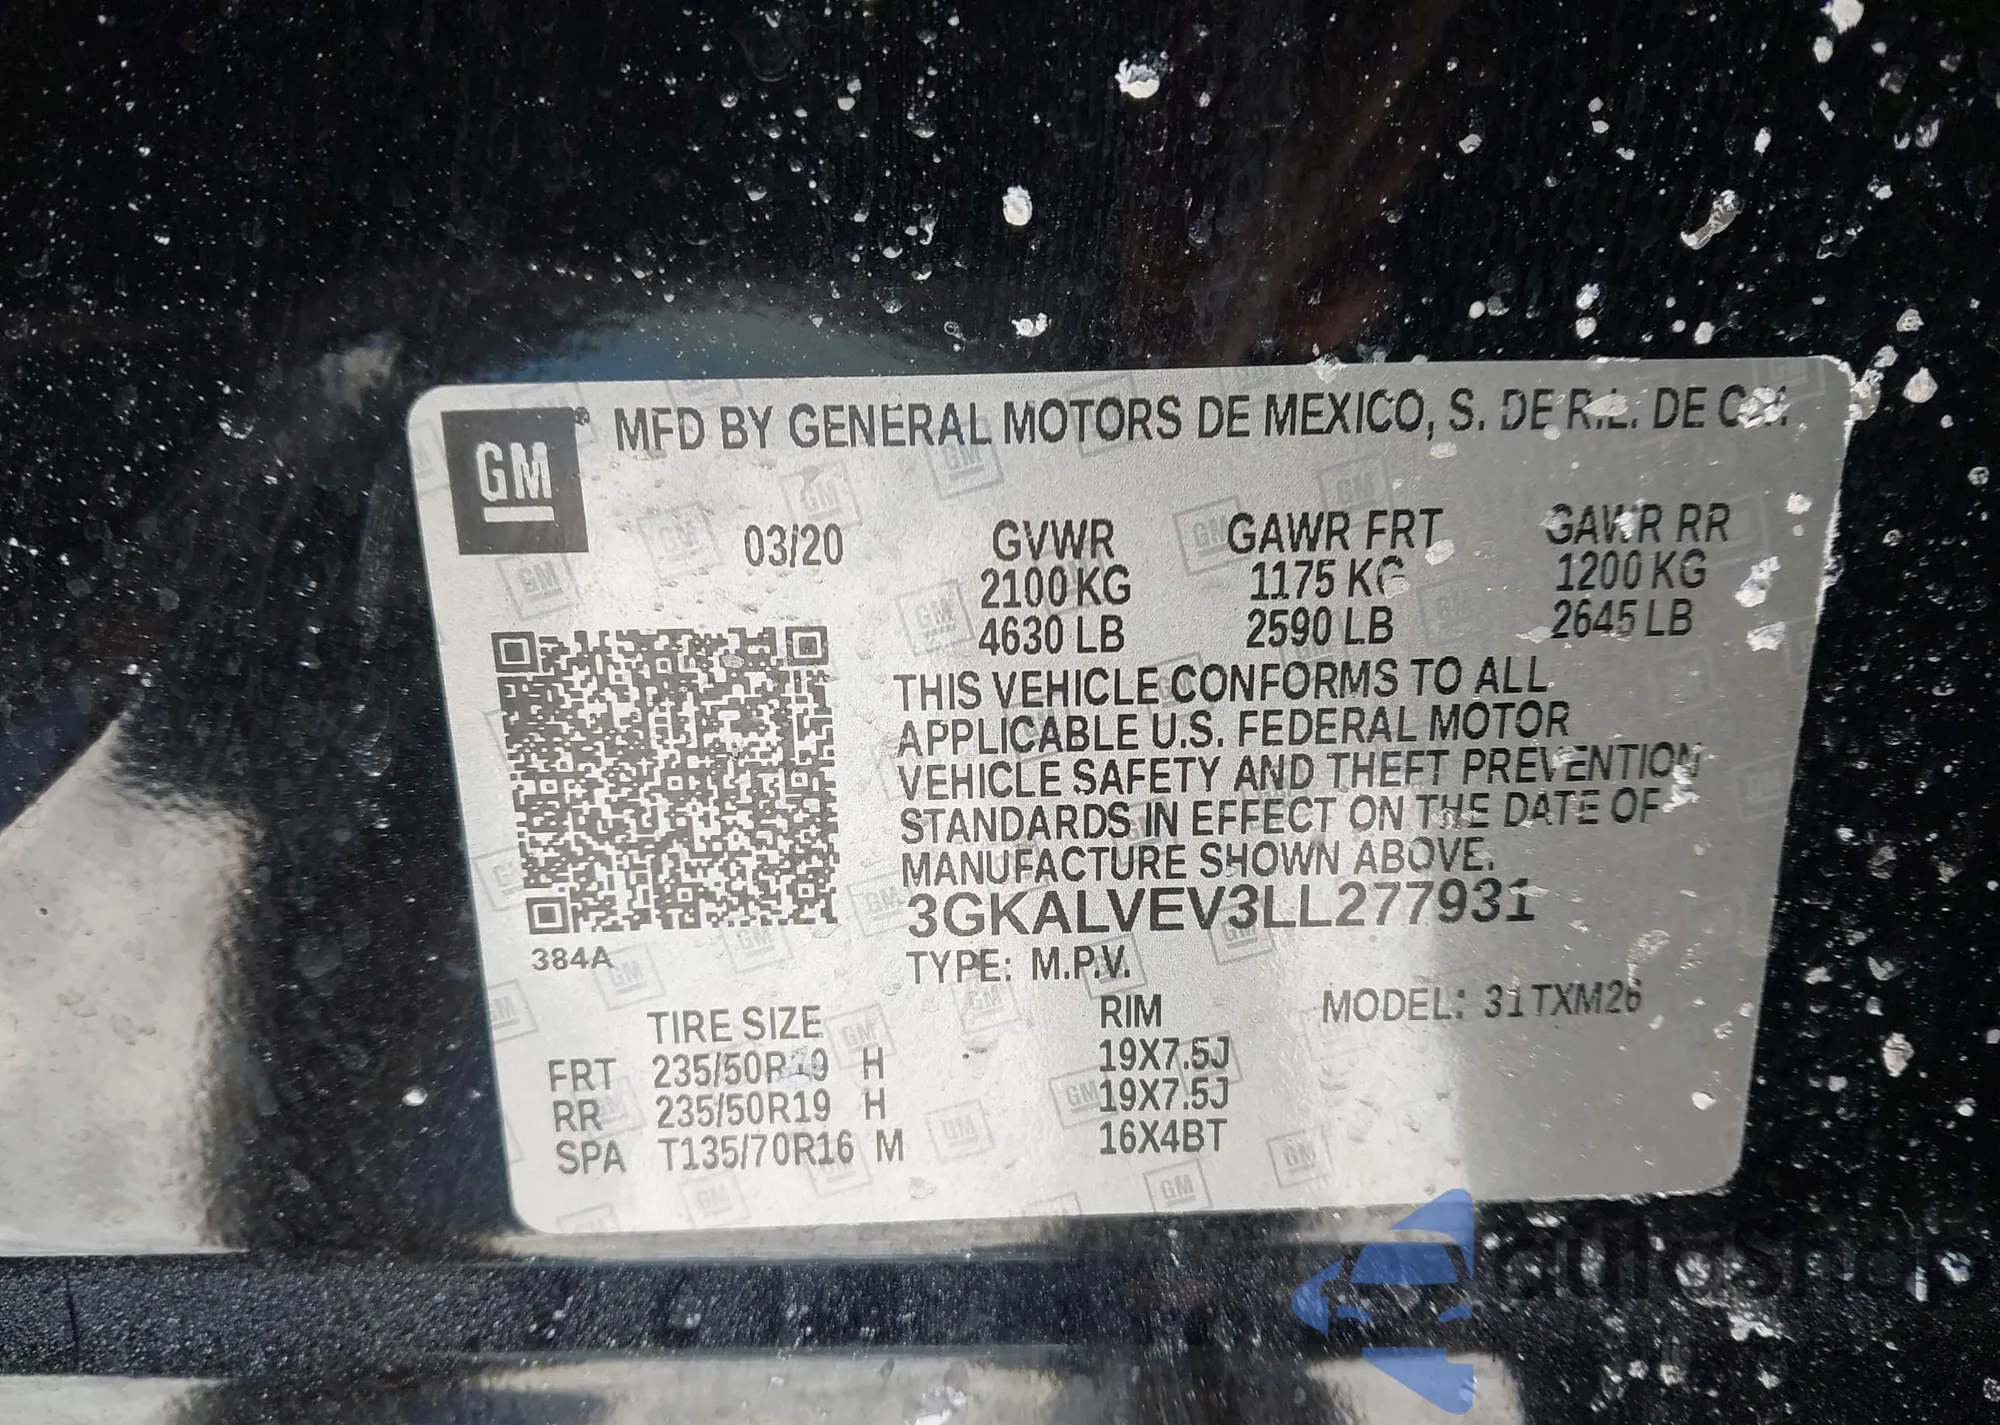 GM® MFD BY GENERAL MOTORS DE MEXICO, S. DE R.L. DE C.V.
03/20 GVWR GAWR FRT GAWR RR
2100 KG 1175 KG 1200 KG
4630 LB 2590 LB 2645 LB
THIS VEHICLE CONFORMS TO ALL
APPLICABLE U.S. FEDERAL MOTOR
VEHICLE SAFETY AND THEFT PREVENTION
STANDARDS IN EFFECT ON THE DATE OF
MANUFACTURE SHOWN ABOVE.
3GKALVEV3LL277931
384A
TYPE: M.P.V.
MODEL: 31TXM26
TIRE SIZE RIM
FRT 235/50R19 H 19X7.5J
RR 235/50R19 H 19X7.5J
SPA T135/70R16 M 16X4BT